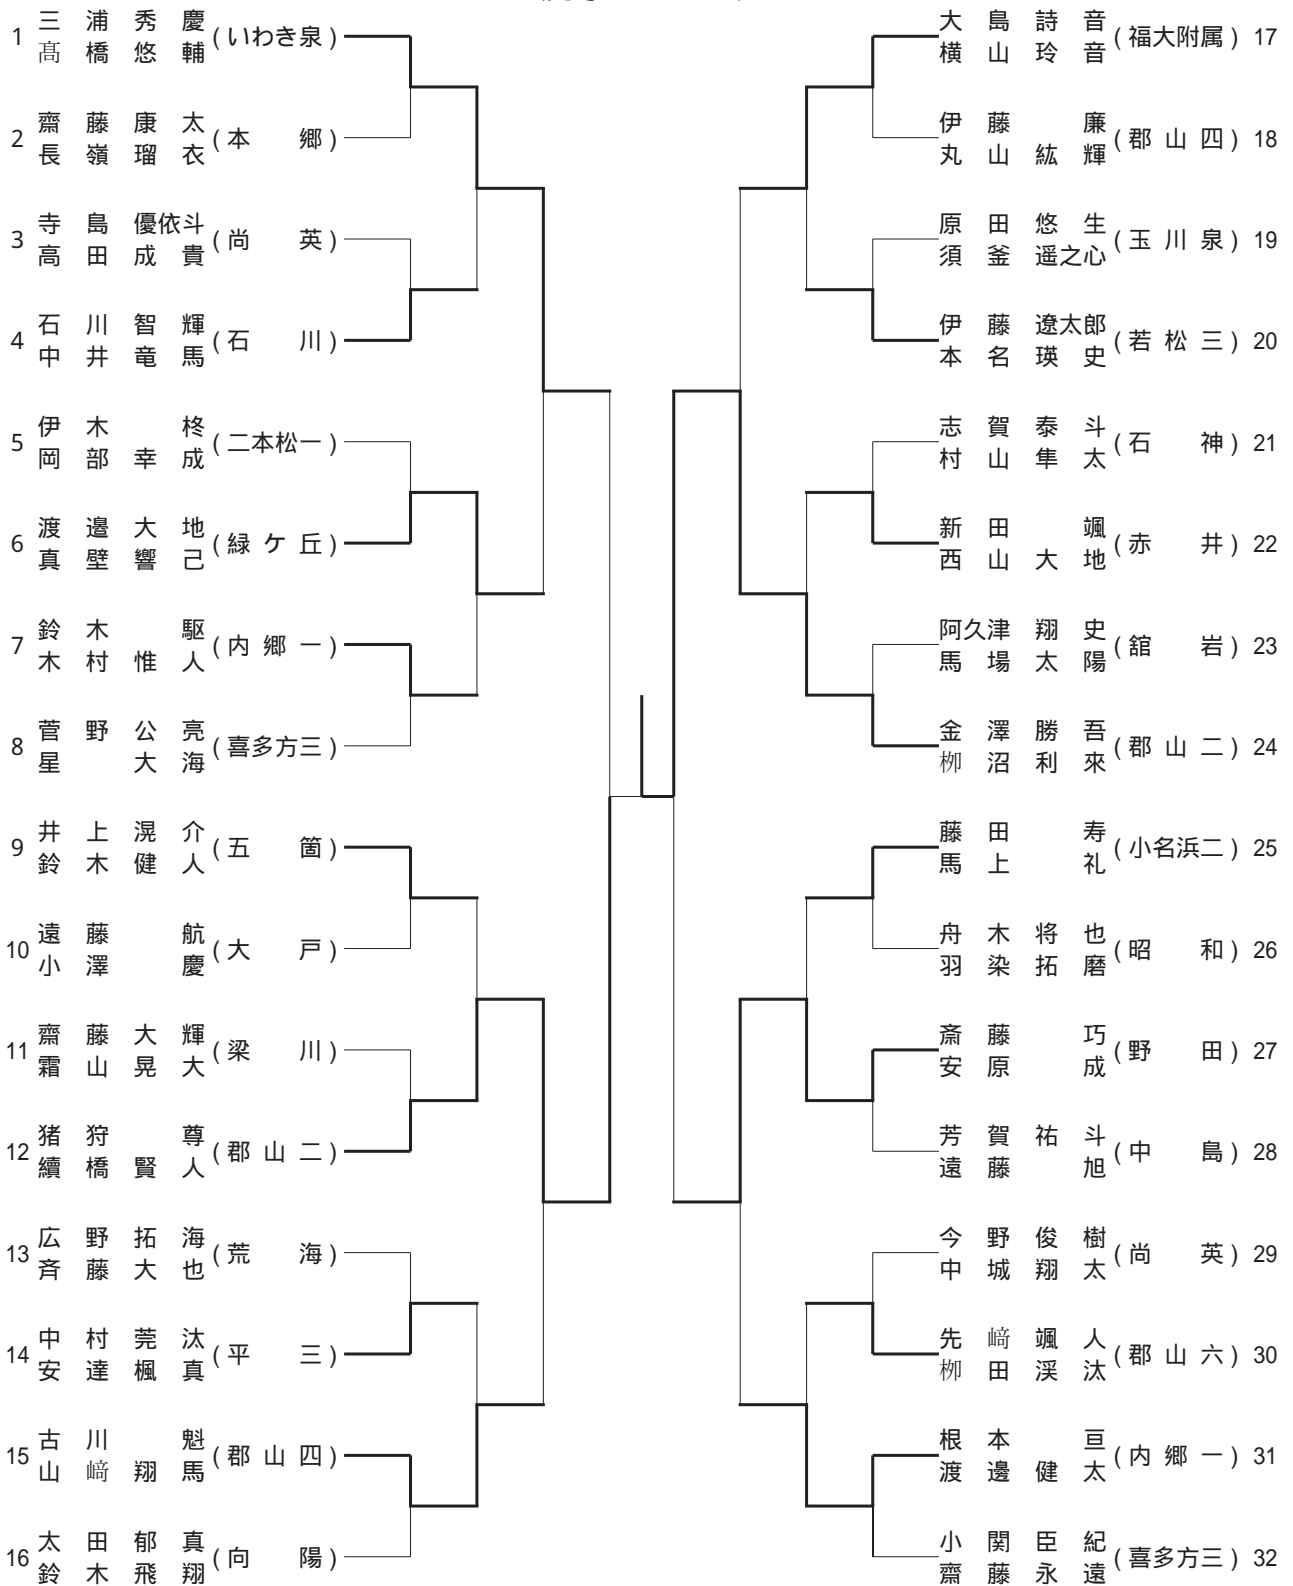 1 三浦秀慶 (いわき泉)
髙橋悠輔
2 齋藤康太 (本郷)
長嶺瑠衣
3 寺島優依斗 (尚英)
高田成貴
4 石川智輝 (石川)
中井竜馬
5 伊木柊 (二本松一)
岡部幸成
6 渡邉大地 (緑ケ丘)
真壁響己
7 鈴木駆 (内郷一)
木村惟人
8 菅野公亮 (喜多方三)
星大海
9 井上滉介 (五箇)
鈴木健人
10 遠藤航 (大戸)
小澤慶
11 齋藤大輝 (梁川)
霜山晃大
12 猪狩尊 (郡山二)
續橋賢人
13 広野拓海 (荒海)
斉藤大也
14 中村莞汰 (平三)
安達楓真
15 古川魁 (郡山四)
山﨑翔馬
16 太田郁真 (向陽)
鈴木飛翔
大島詩音 (福大附属) 17
横山玲音
伊藤廉 (郡山四) 18
丸山紘輝
原田悠生 (玉川泉) 19
須釜遥之心
伊藤遼太郎 (若松三) 20
本名瑛史
志賀泰斗 (石神) 21
村山隼太
新田颯 (赤井) 22
西山大地
阿久津翔史 (舘岩) 23
馬場太陽
金澤勝吾 (郡山二) 24
栁沼利來
藤田寿 (小名浜二) 25
馬上礼
舟木将也 (昭和) 26
羽染拓磨
斎藤巧 (野田) 27
安原成
芳賀祐斗 (中島) 28
遠藤旭
今野俊樹 (尚英) 29
中城翔太
先﨑颯人 (郡山六) 30
栁田渓汰
根本亘 (内郷一) 31
渡邊健太
小関臣紀 (喜多方三) 32
齋藤永遠